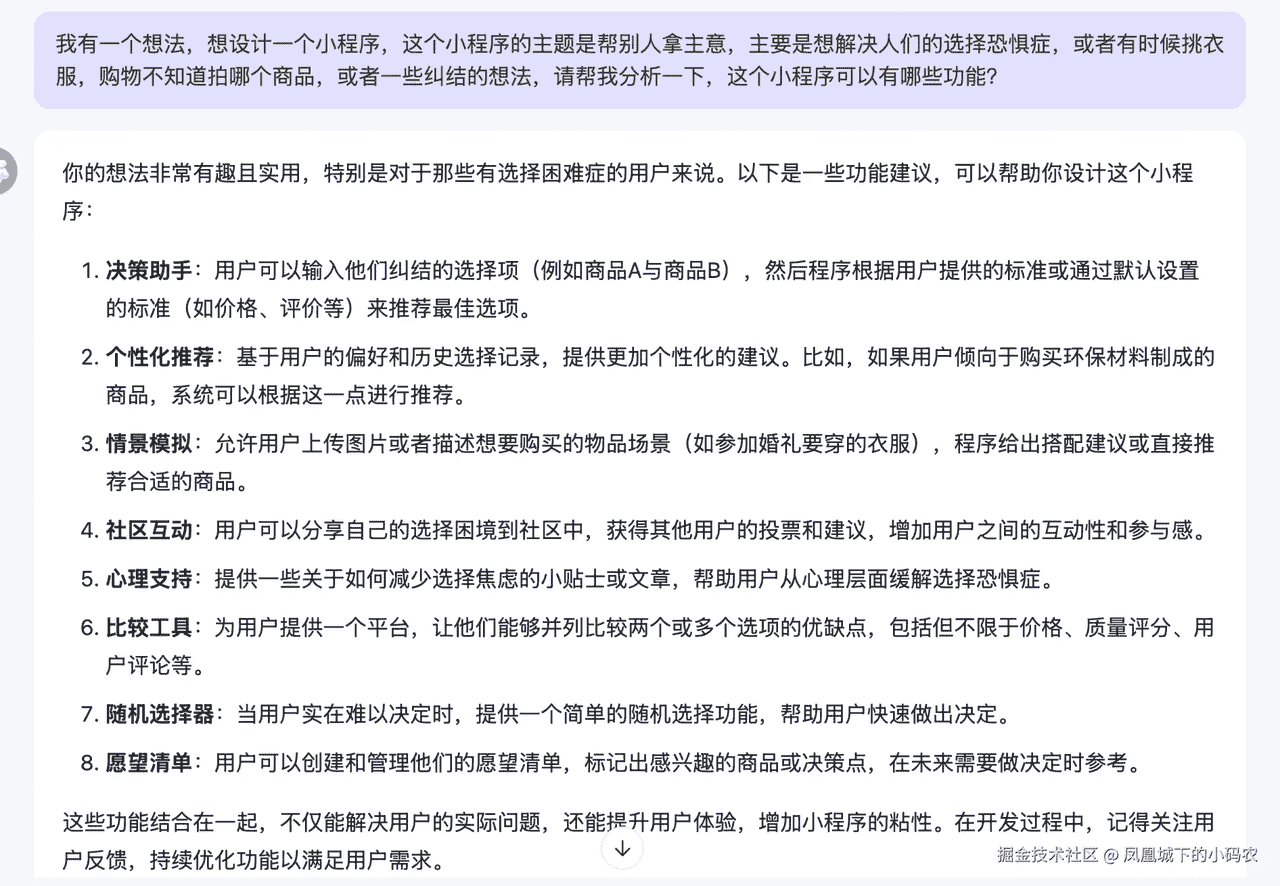 我有一个想法，想设计一个小程序，这个小程序的主题是帮别人拿主意，主要是想解决人们的选择恐惧症，或者有时候挑衣
服，购物不知道拍哪个商品，或者一些纠结的想法，请帮我分析一下，这个小程序可以有哪些功能？
你的想法非常有趣且实用，特别是对于那些有选择困难症的用户来说。以下是一些功能建议，可以帮助你设计这个小程
序：
1. 决策助手：用户可以输入他们纠结的选择项（例如商品A与商品B），然后程序根据用户提供的标准或通过默认设置
的标准（如价格、评价等）来推荐最佳选项。
2. 个性化推荐：基于用户的偏好和历史选择记录，提供更加个性化的建议。比如，如果用户倾向于购买环保材料制成的
商品，系统可以根据这一点进行推荐。
3. 情景模拟：允许用户上传图片或者描述想要购买的物品场景（如参加婚礼要穿的衣服），程序给出搭配建议或直接推
荐合适的商品。
4. 社区互动：用户可以分享自己的选择困境到社区中，获得其他用户的投票和建议，增加用户之间的互动性和参与感。
5. 心理支持：提供一些关于如何减少选择焦虑的小贴士或文章，帮助用户从心理层面缓解选择恐惧症。
6. 比较工具：为用户提供一个平台，让他们能够并列比较两个或多个选项的优缺点，包括但不限于价格、质量评分、用
户评论等。
7. 随机选择器：当用户实在难以决定时，提供一个简单的随机选择功能，帮助用户快速做出决定。
8. 愿望清单：用户可以创建和管理他们的愿望清单，标记出感兴趣的商品或决策点，在未来需要做决定时参考。
这些功能结合在一起，不仅能解决用户的实际问题，还能提升用户体验，增加小程序的粘性。在开发过程中，记得关注用
户反馈，持续优化功能以满足用户需求。
掘金技术社区 @ 凤凰城下的小码农